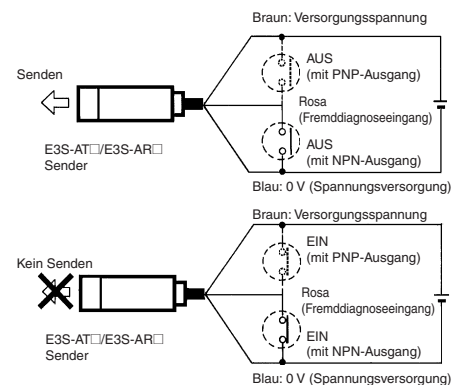 Braun: Versorgungsspannung
Senden
AUS
(mit PNP-Ausgang)
Rosa
(Fremddiagnoseeingang)
E3S-AT□/E3S-AR□
Sender
AUS
(mit NPN-Ausgang)
Blau: 0 V (Spannungsversorgung)
Braun: Versorgungsspannung
Kein Senden
EIN
(mit PNP-Ausgang)
Rosa
(Fremddiagnoseeingang)
E3S-AT□/E3S-AR□
Sender
EIN
(mit NPN-Ausgang)
Blau: 0 V (Spannungsversorgung)